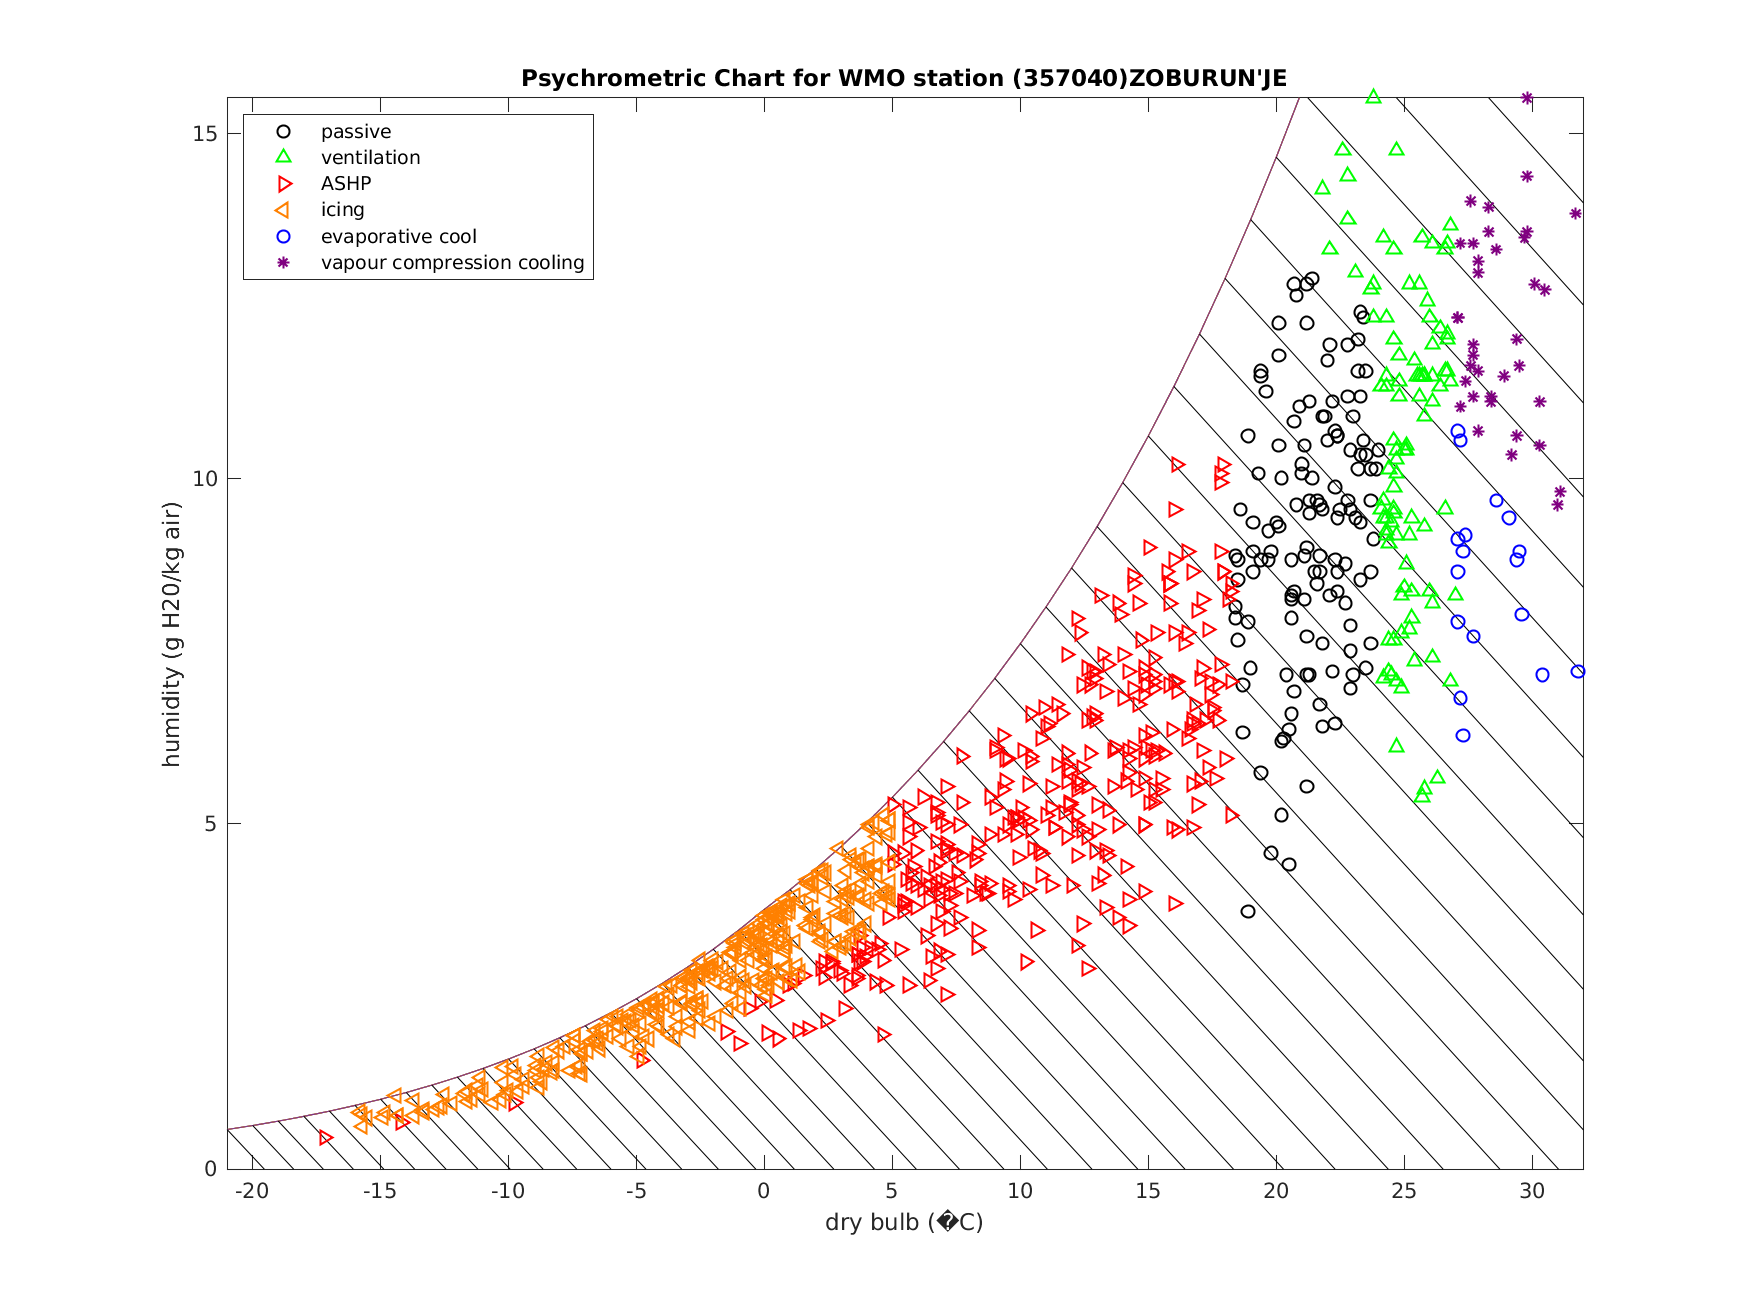 Psychrometric Chart for WMO station (357040)ZOBURUN'JE
passive
ventilation
ASHP
icing
evaporative cool
vapour compression cooling
humidity (g H20/kg air)
15
10
5
0
-20 -15 -10 -5 0 5 10 15 20 25 30
dry bulb (�C)